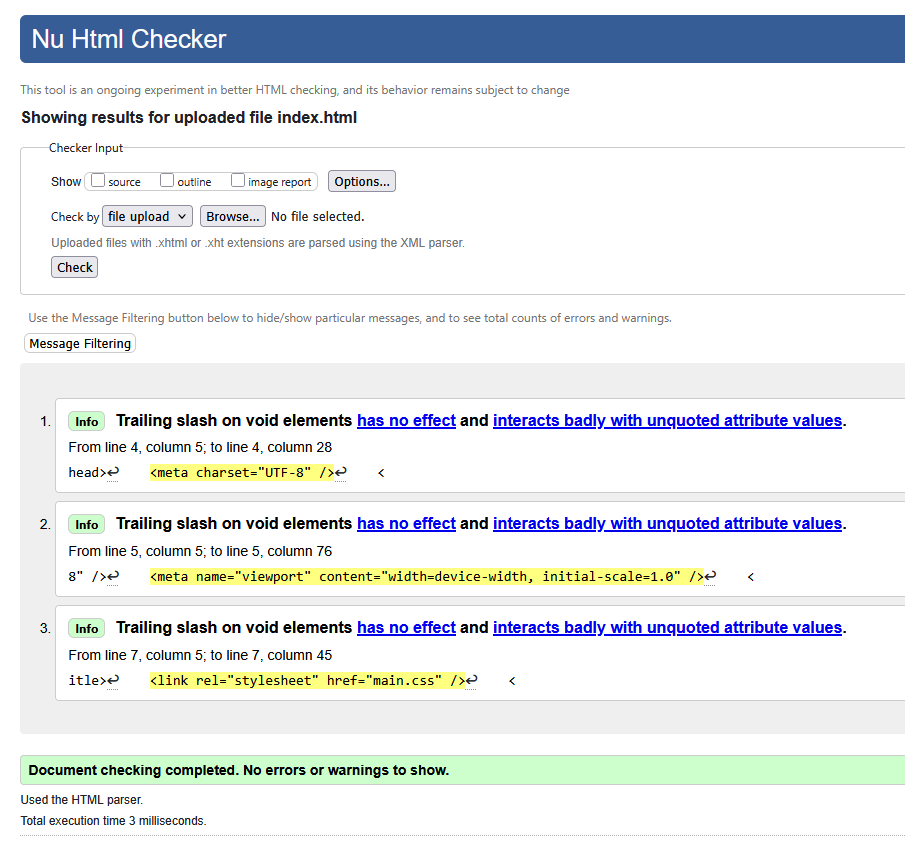 Nu Html Checker
This tool is an ongoing experiment in better HTML checking, and its behavior remains subject to change
Showing results for uploaded file index.html
Checker Input
Show source outline image report Options...
Check by file upload Browse... No file selected.
Uploaded files with .xhtml or .xht extensions are parsed using the XML parser.
Check
Use the Message Filtering button below to hide/show particular messages, and to see total counts of errors and warnings.
Message Filtering
1. Info Trailing slash on void elements has no effect and interacts badly with unquoted attribute values.
From line 4, column 5; to line 4, column 28
head>↩ <meta charset="UTF-8" />↩ <
2. Info Trailing slash on void elements has no effect and interacts badly with unquoted attribute values.
From line 5, column 5; to line 5, column 76
8" />↩ <meta name="viewport" content="width=device-width, initial-scale=1.0" />↩ <
3. Info Trailing slash on void elements has no effect and interacts badly with unquoted attribute values.
From line 7, column 5; to line 7, column 45
itle>↩ <link rel="stylesheet" href="main.css" />↩ <
Document checking completed. No errors or warnings to show.
Used the HTML parser.
Total execution time 3 milliseconds.